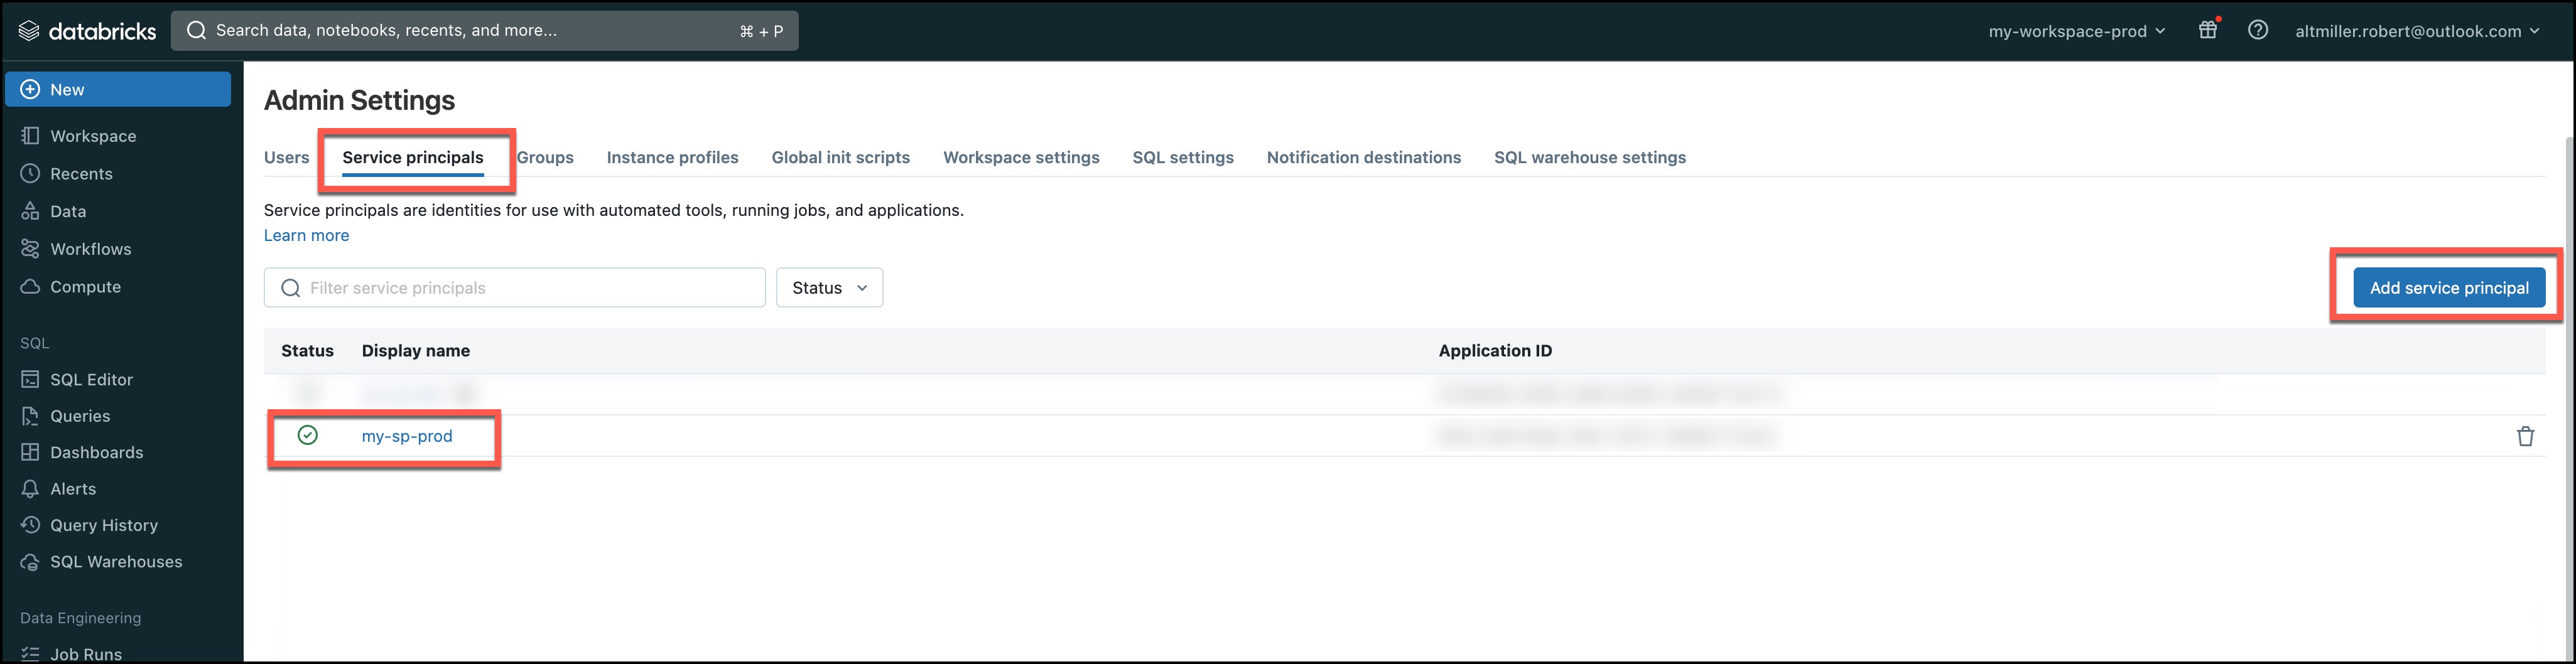 databricks
Search data, notebooks, recents, and more...
⌘ + P
my-workspace-prod
altmiller.robert@outlook.com
New
Workspace
Recents
Data
Workflows
Compute
SQL
SQL Editor
Queries
Dashboards
Alerts
Query History
SQL Warehouses
Data Engineering
Job Runs
Admin Settings
Users Service principals Groups Instance profiles Global init scripts Workspace settings SQL settings Notification destinations SQL warehouse settings
Service principals are identities for use with automated tools, running jobs, and applications.
Learn more
Filter service principals
Status
Add service principal
Status Display name Application ID
my-sp-prod